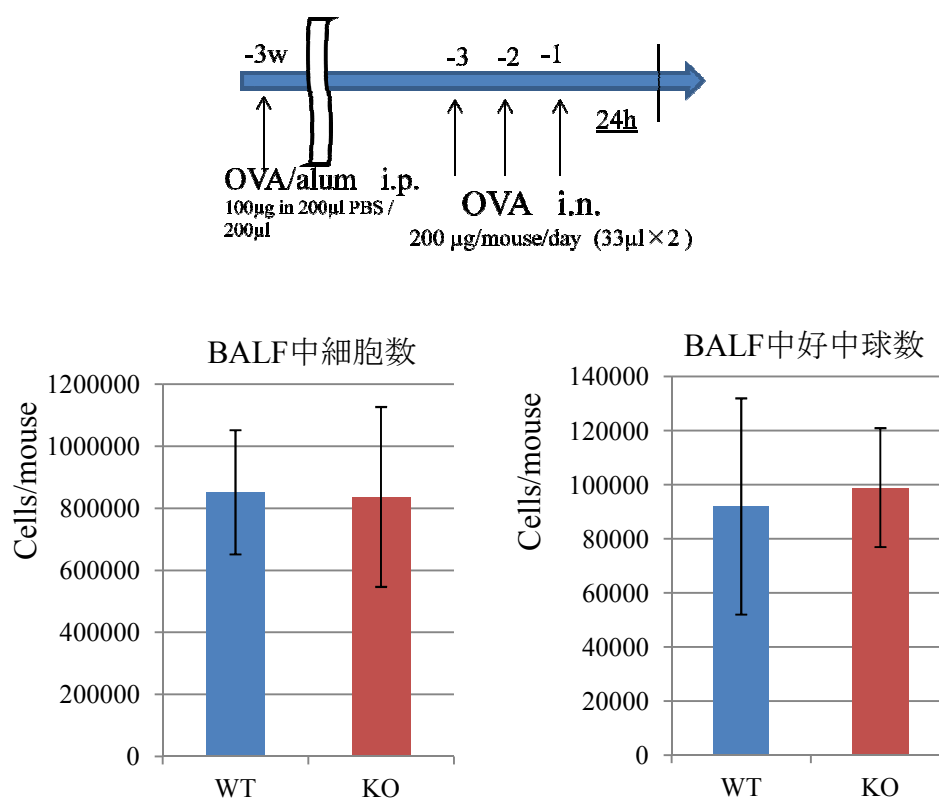 -3w
-3 -2 -1
24h
OVA/alum i.p.
100μg in 200μl PBS /
200μl
OVA i.n.
200 μg/mouse/day (33μl×2 )
BALF中細胞数
Cells/mouse
1200000
1000000
800000
600000
400000
200000
0
WT KO
BALF中好中球数
Cells/mouse
140000
120000
100000
80000
60000
40000
20000
0
WT KO